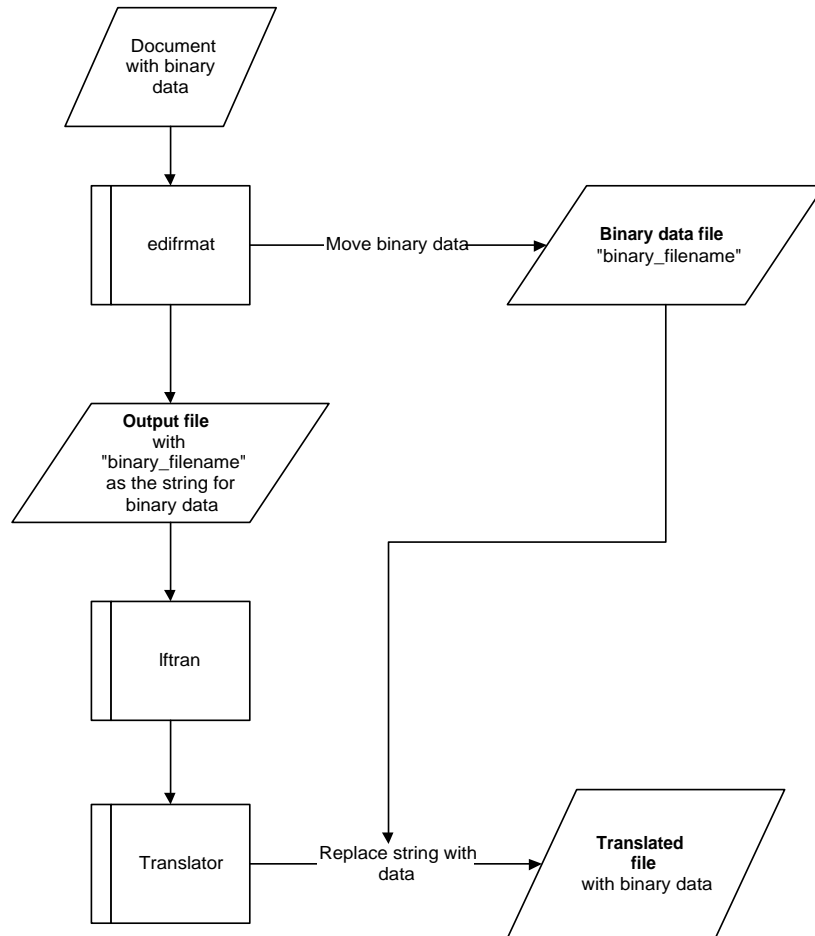 Document
with binary
data
edifrmat
Move binary data
Binary data file
"binary_filename"
Output file
with
"binary_filename"
as the string for
binary data
lftran
Translator
Replace string with
data
Translated
file
with binary data